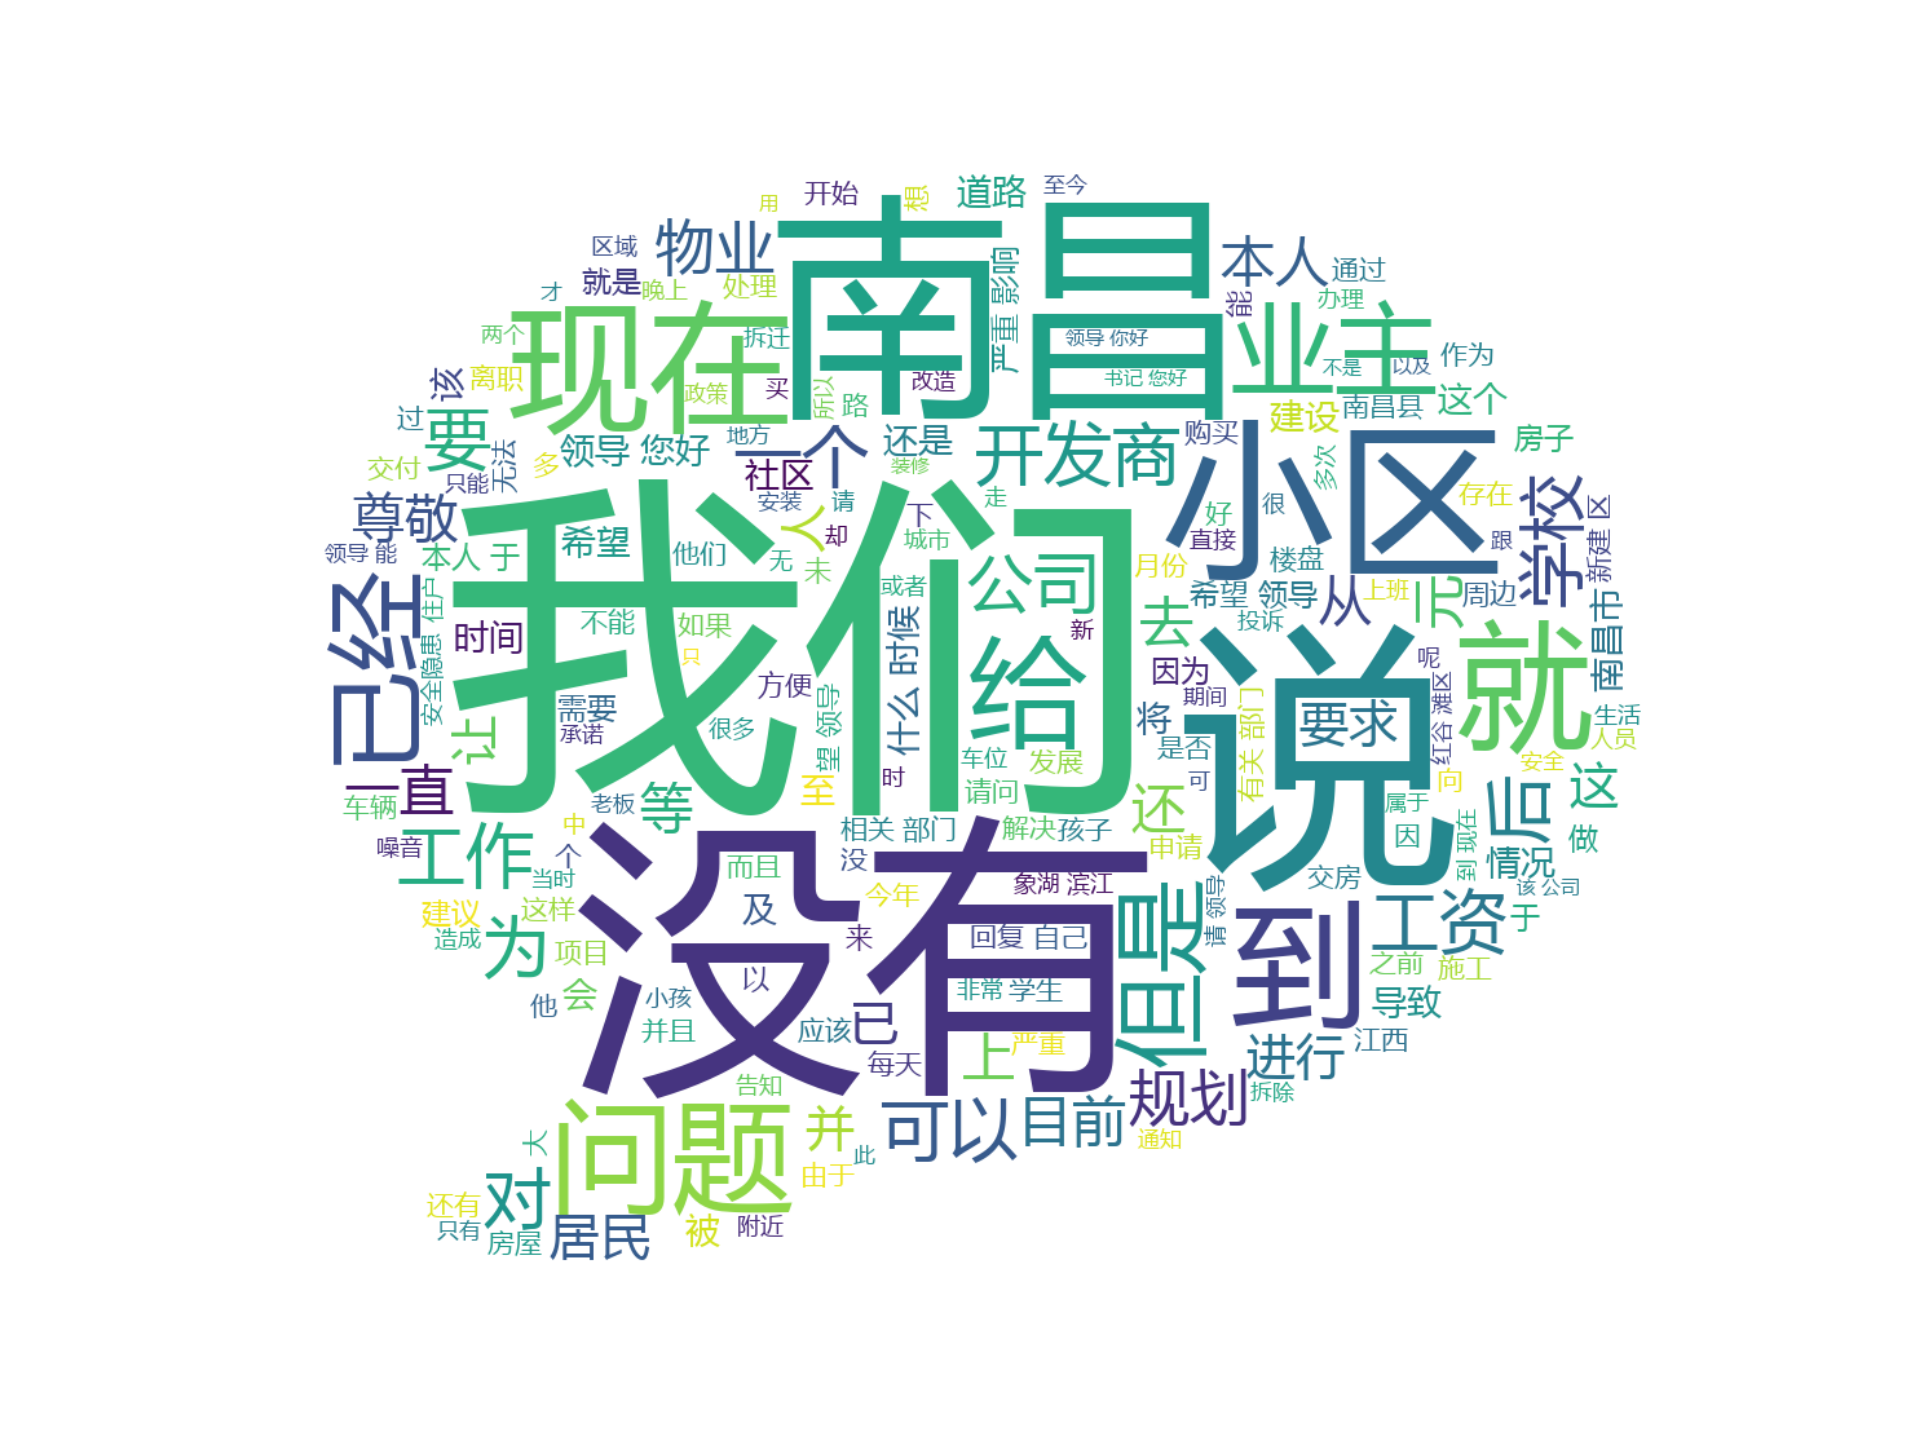 用
开始
想
道路
至今
南昌
物业
区域
严重 影响
本人
通过
就是
晚上
处理
能
办理
才
现在
两个
拆迁
领导 你好
业主
不是
以及
作为
该
离职
政策
买
所以
改造
路
书记 您好
建设
南昌县
这个
过
要
领导 您好
地方
一个
还是
开发商
购买
小区
房子
交付
只能
无法
多
社区
装修
多次
存在
尊敬
我们
安装
请
人
却
下
走
好
很
直接
跟
学校
新建 区
领导 能
本人 于
希望
他们
无
未
城市
公司
月份
楼盘
已经
安全隐患 住户
不能
如果
或者
去
希望 领导
从
上班
元
周边
南昌市
时间
只
什么 时候
给
新
投诉
说
就
呢
让
需要
承诺
方便
很多
望 领导
因为
期间
将
是否
有关 部门
要求
红谷 滩区
生活
人员
一直
车辆
老板
等
至
时
车位
发展
请问
可
向
安全
后
这
属于
工作
噪音
中
个
没有
相关 部门
没
解决
孩子
还
申请
因
到 现在
情况
做
当时
而且
今年
象湖 滨江
但是
请 领导
交房
该 公司
建议
这样
造成
为
项目
及
来
回复
自己
到
工资
于
之前
施工
会
他
小孩
以
非常
学生
导致
并且
应该
已
每天
上
严重
进行
江西
告知
问题
并
可以
目前
规划
拆除
大
由于
此
通知
还有
只有
对
房屋
居民
被
附近